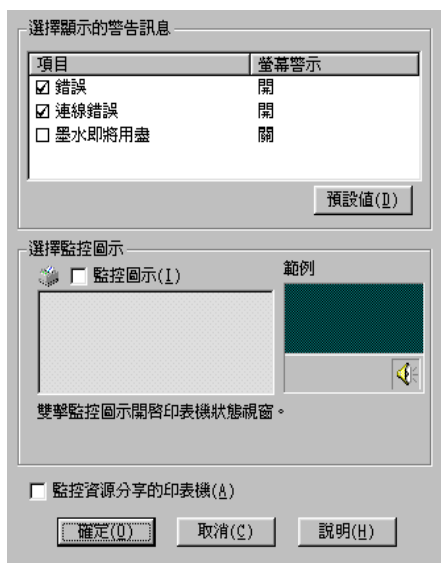 選擇顯示的警告訊息
項目 螢幕警示
錯誤 開
連線錯誤 開
墨水即將用盡 關
預設值(D)
選擇監控圖示
監控圖示(I) 範例
雙擊監控圖示開啓印表機狀態視窗。
監控資源分享的印表機(A)
確定(O) 取消(C) 說明(H)